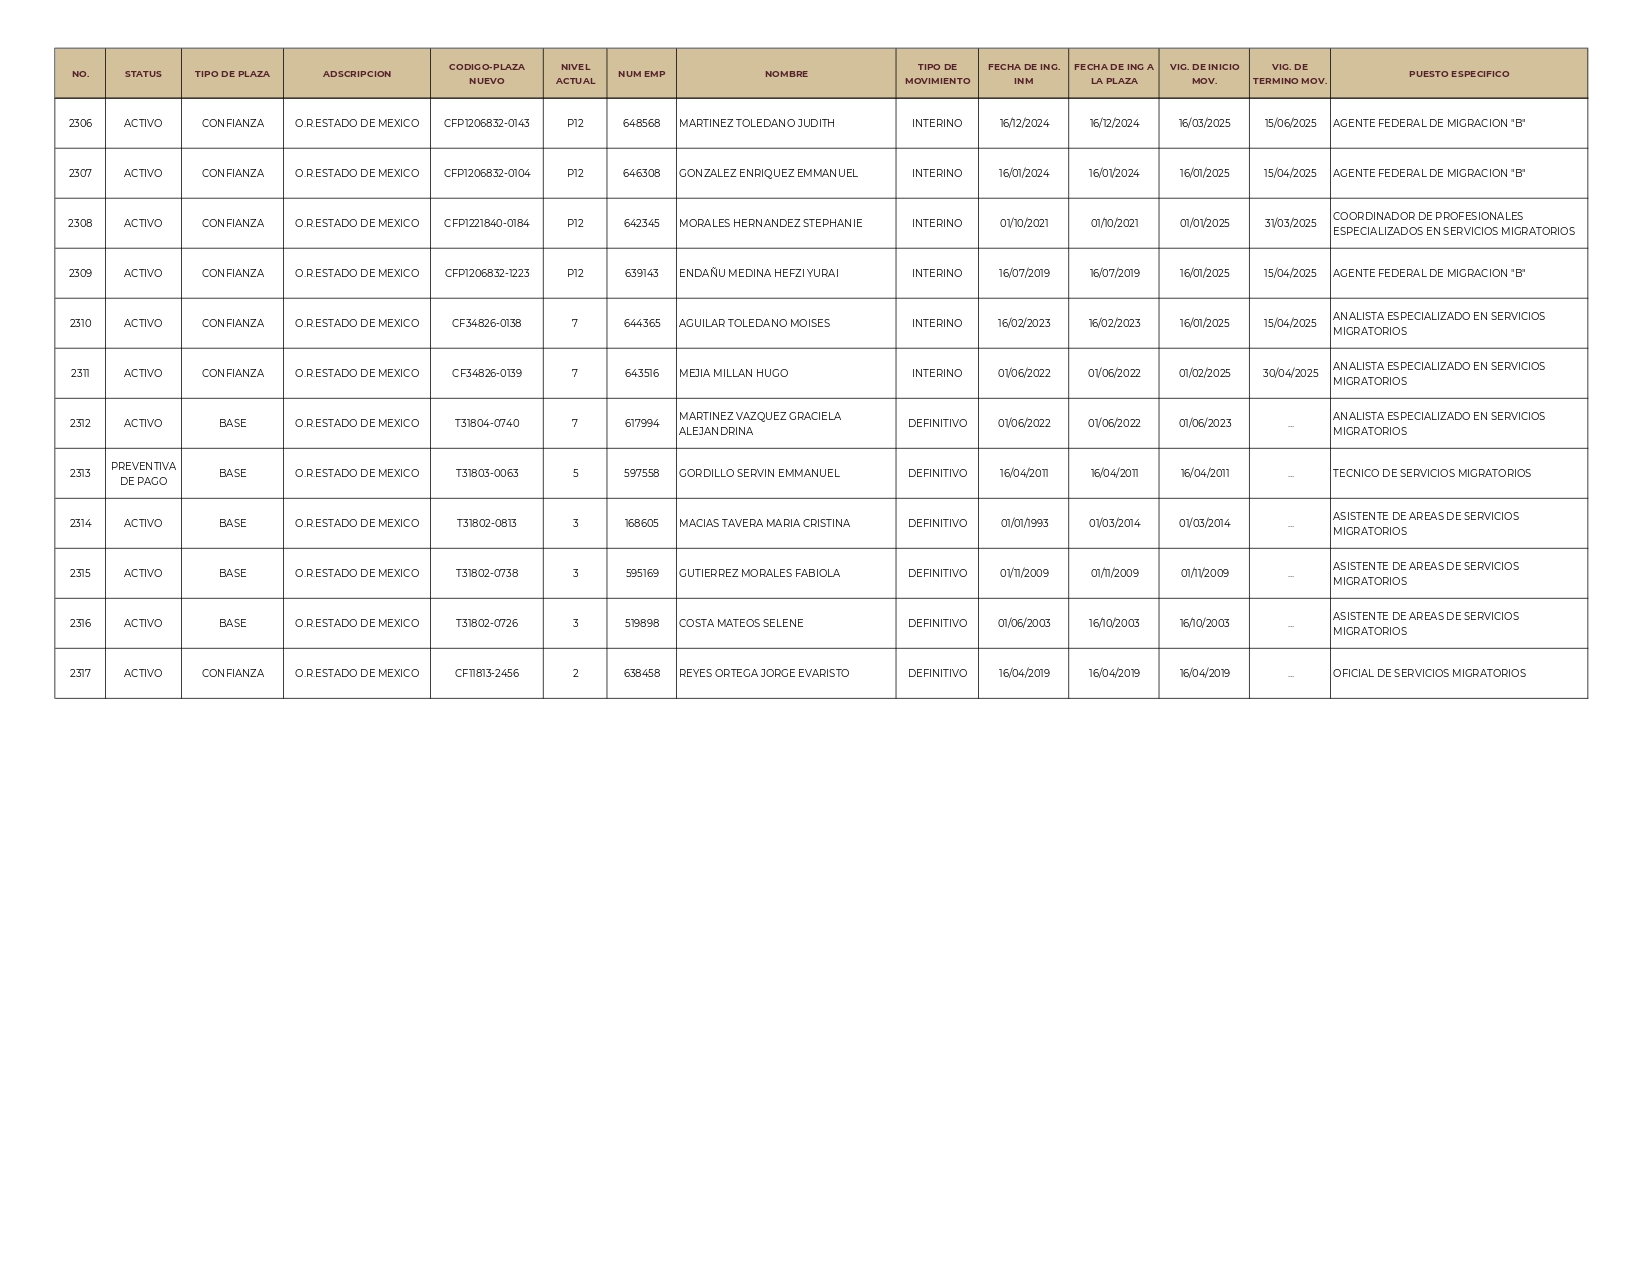 NO. STATUS TIPO DE PLAZA ADSCRIPCION CODIGO-PLAZA NUEVO NIVEL ACTUAL NUM EMP NOMBRE TIPO DE MOVIMIENTO FECHA DE ING. INM FECHA DE ING A LA PLAZA VIG. DE INICIO MOV. VIG. DE TERMINO MOV. PUESTO ESPECIFICO
2306 ACTIVO CONFIANZA O.R.ESTADO DE MEXICO CFP1206832-0143 P12 648568 MARTINEZ TOLEDANO JUDITH INTERINO 16/12/2024 16/12/2024 16/03/2025 15/06/2025 AGENTE FEDERAL DE MIGRACION "B"
2307 ACTIVO CONFIANZA O.R.ESTADO DE MEXICO CFP1206832-0104 P12 646308 GONZALEZ ENRIQUEZ EMMANUEL INTERINO 16/01/2024 16/01/2024 16/01/2025 15/04/2025 AGENTE FEDERAL DE MIGRACION "B"
2308 ACTIVO CONFIANZA O.R.ESTADO DE MEXICO CFP1221840-0184 P12 642345 MORALES HERNANDEZ STEPHANIE INTERINO 01/10/2021 01/10/2021 01/01/2025 31/03/2025 COORDINADOR DE PROFESIONALES ESPECIALIZADOS EN SERVICIOS MIGRATORIOS
2309 ACTIVO CONFIANZA O.R.ESTADO DE MEXICO CFP1206832-1223 P12 639143 ENDAÑU MEDINA HEFZI YURAI INTERINO 16/07/2019 16/07/2019 16/01/2025 15/04/2025 AGENTE FEDERAL DE MIGRACION "B"
2310 ACTIVO CONFIANZA O.R.ESTADO DE MEXICO CF34826-0138 7 644365 AGUILAR TOLEDANO MOISES INTERINO 16/02/2023 16/02/2023 16/01/2025 15/04/2025 ANALISTA ESPECIALIZADO EN SERVICIOS MIGRATORIOS
2311 ACTIVO CONFIANZA O.R.ESTADO DE MEXICO CF34826-0139 7 643516 MEJIA MILLAN HUGO INTERINO 01/06/2022 01/06/2022 01/02/2025 30/04/2025 ANALISTA ESPECIALIZADO EN SERVICIOS MIGRATORIOS
2312 ACTIVO BASE O.R.ESTADO DE MEXICO T31804-0740 7 617994 MARTINEZ VAZQUEZ GRACIELA ALEJANDRINA DEFINITIVO 01/06/2022 01/06/2022 01/06/2023 ... ANALISTA ESPECIALIZADO EN SERVICIOS MIGRATORIOS
2313 PREVENTIVA DE PAGO BASE O.R.ESTADO DE MEXICO T31803-0063 5 597558 GORDILLO SERVIN EMMANUEL DEFINITIVO 16/04/2011 16/04/2011 16/04/2011 ... TECNICO DE SERVICIOS MIGRATORIOS
2314 ACTIVO BASE O.R.ESTADO DE MEXICO T31802-0813 3 168605 MACIAS TAVERA MARIA CRISTINA DEFINITIVO 01/01/1993 01/03/2014 01/03/2014 ... ASISTENTE DE AREAS DE SERVICIOS MIGRATORIOS
2315 ACTIVO BASE O.R.ESTADO DE MEXICO T31802-0738 3 595169 GUTIERREZ MORALES FABIOLA DEFINITIVO 01/11/2009 01/11/2009 01/11/2009 ... ASISTENTE DE AREAS DE SERVICIOS MIGRATORIOS
2316 ACTIVO BASE O.R.ESTADO DE MEXICO T31802-0726 3 519898 COSTA MATEOS SELENE DEFINITIVO 01/06/2003 16/10/2003 16/10/2003 ... ASISTENTE DE AREAS DE SERVICIOS MIGRATORIOS
2317 ACTIVO CONFIANZA O.R.ESTADO DE MEXICO CF11813-2456 2 638458 REYES ORTEGA JORGE EVARISTO DEFINITIVO 16/04/2019 16/04/2019 16/04/2019 ... OFICIAL DE SERVICIOS MIGRATORIOS